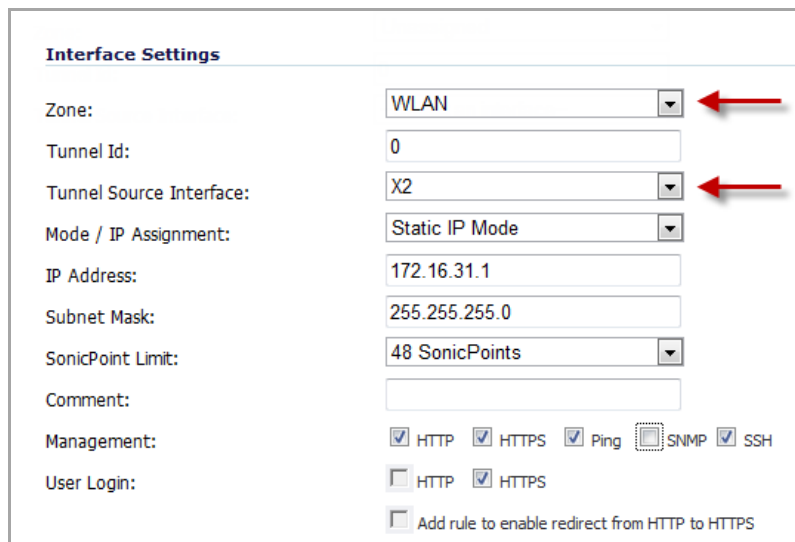 Interface Settings
Zone: WLAN
Tunnel Id: 0
Tunnel Source Interface: X2
Mode / IP Assignment: Static IP Mode
IP Address: 172.16.31.1
Subnet Mask: 255.255.255.0
SonicPoint Limit: 48 SonicPoints
Comment:
Management: HTTP HTTPS Ping SNMP SSH
User Login: HTTP HTTPS
Add rule to enable redirect from HTTP to HTTPS